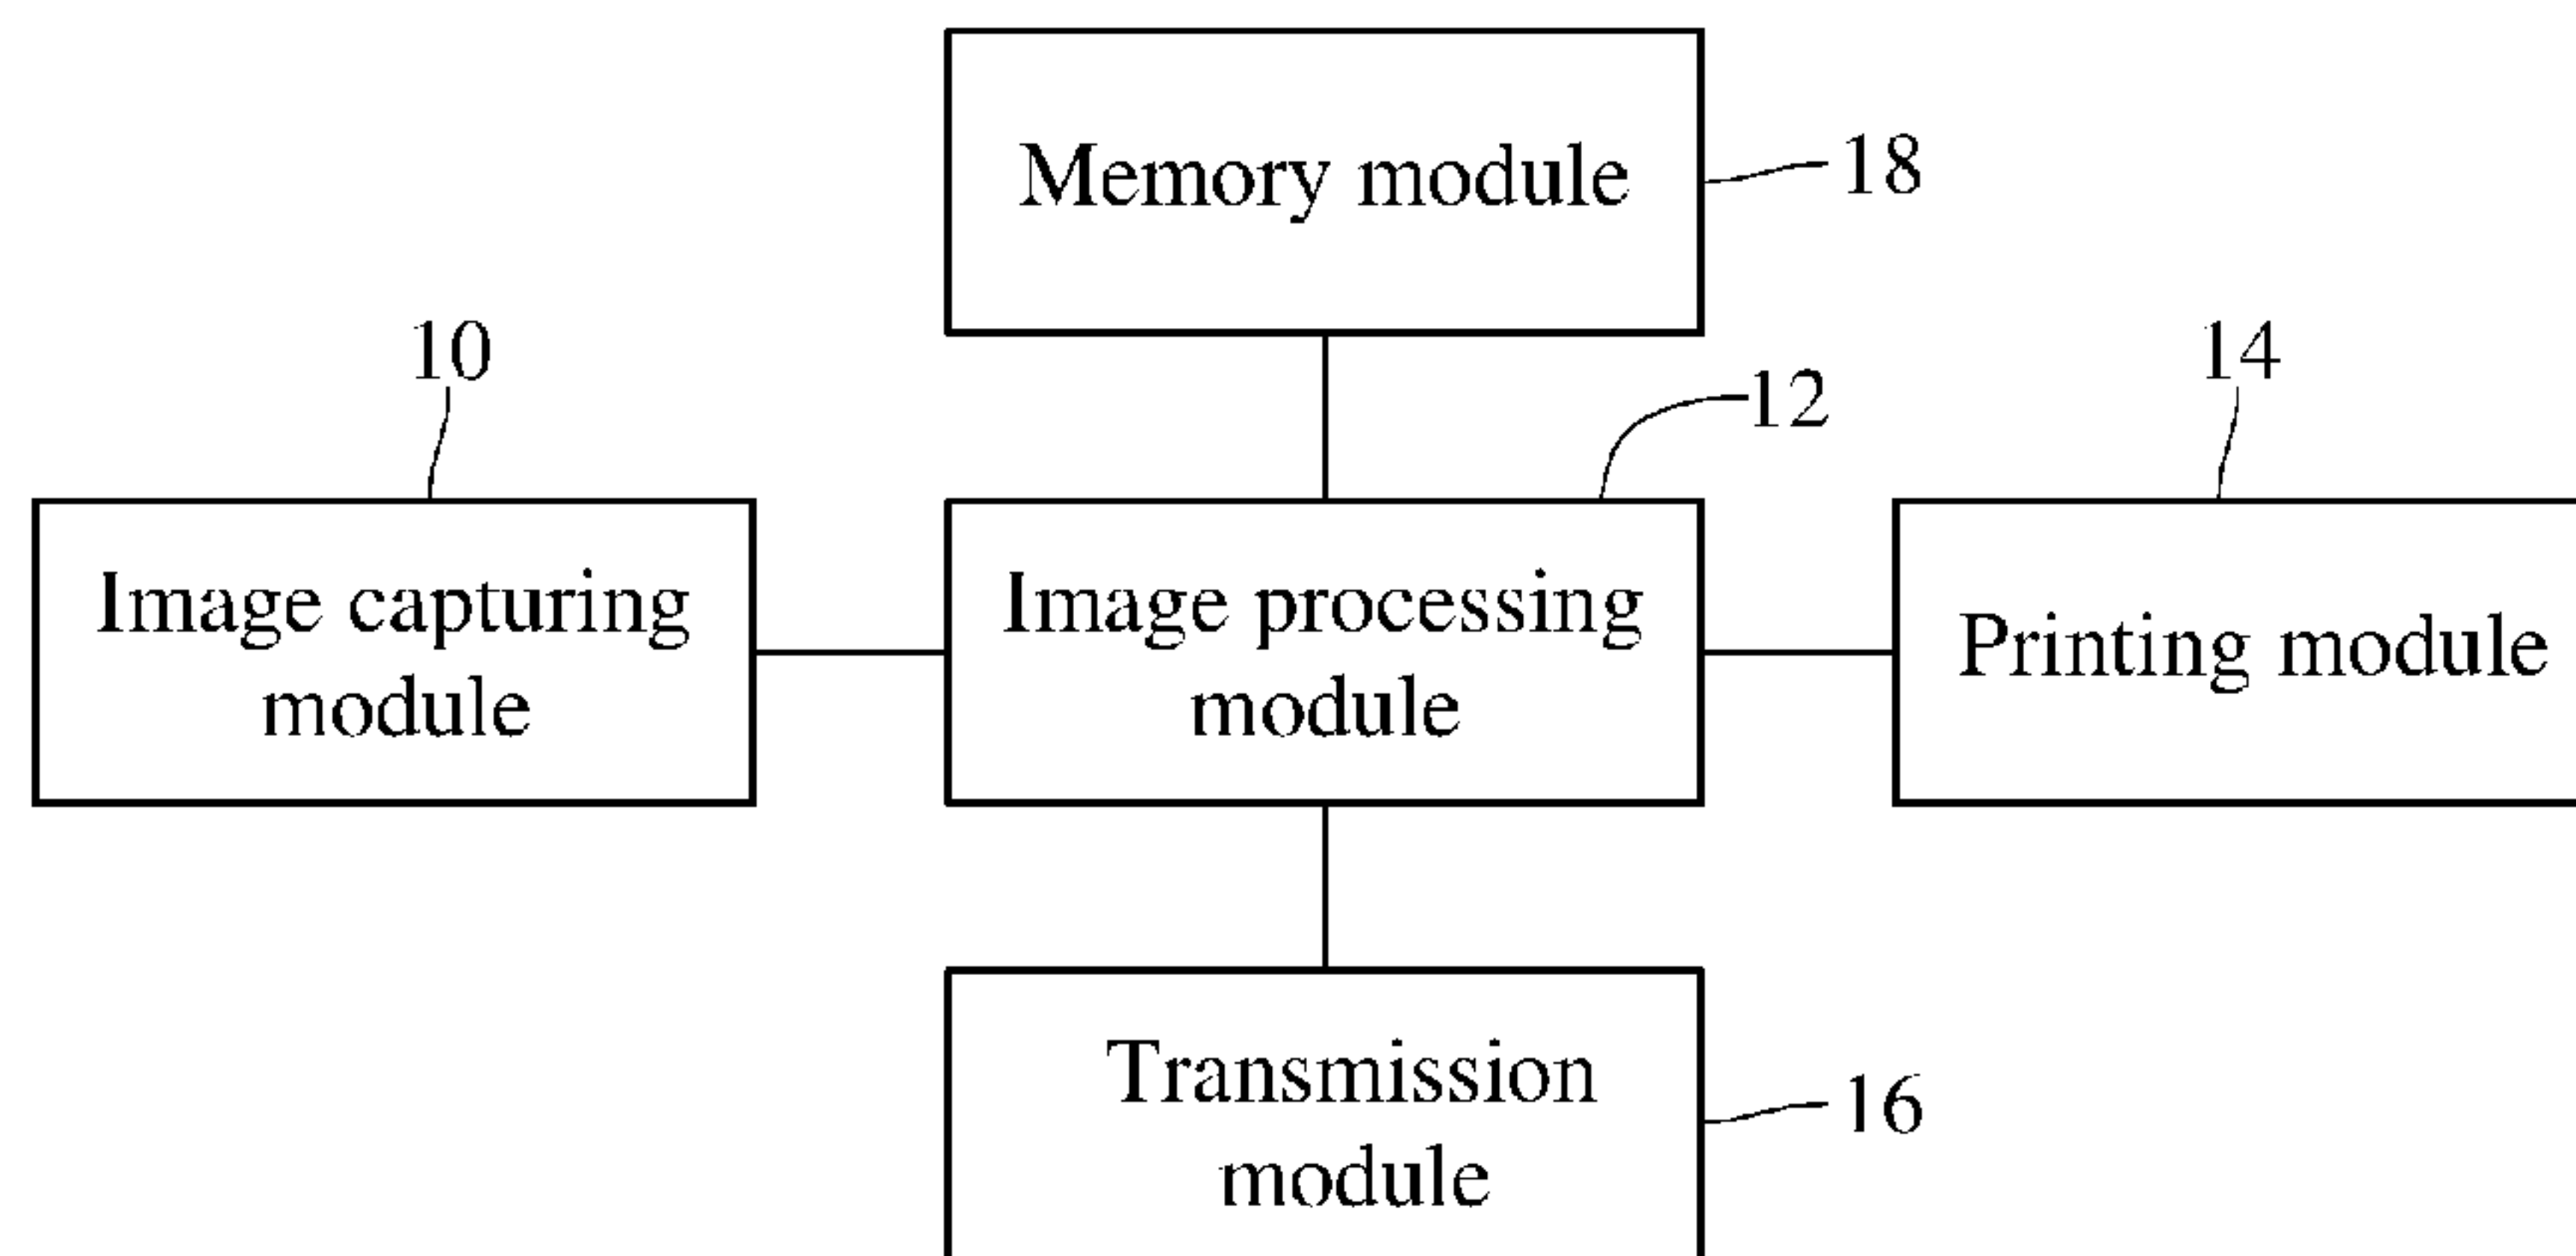 Memory module
18
10
12
14
Image capturing
module
Image processing
module
Printing module
Transmission
module
16